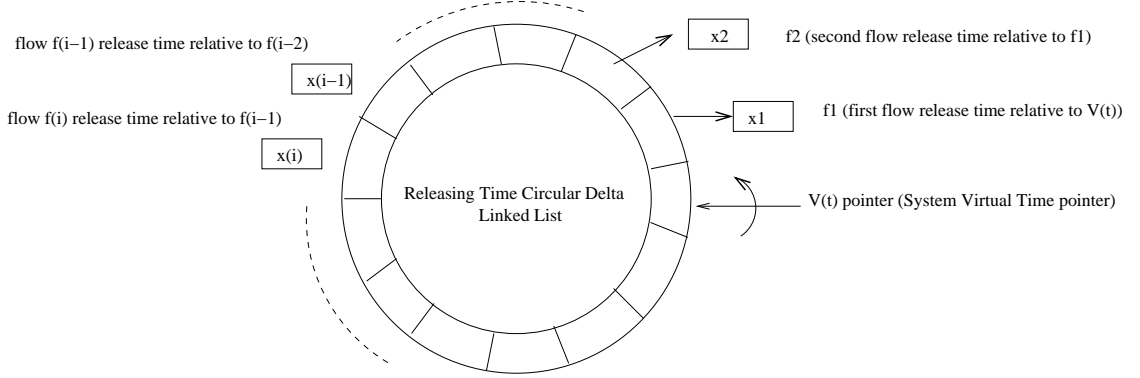 flow f(i−1) release time relative to f(i−2)
x(i−1)
flow f(i) release time relative to f(i−1)
x(i)
x2
f2 (second flow release time relative to f1)
x1
f1 (first flow release time relative to V(t))
Releasing Time Circular Delta
Linked List
V(t) pointer (System Virtual Time pointer)